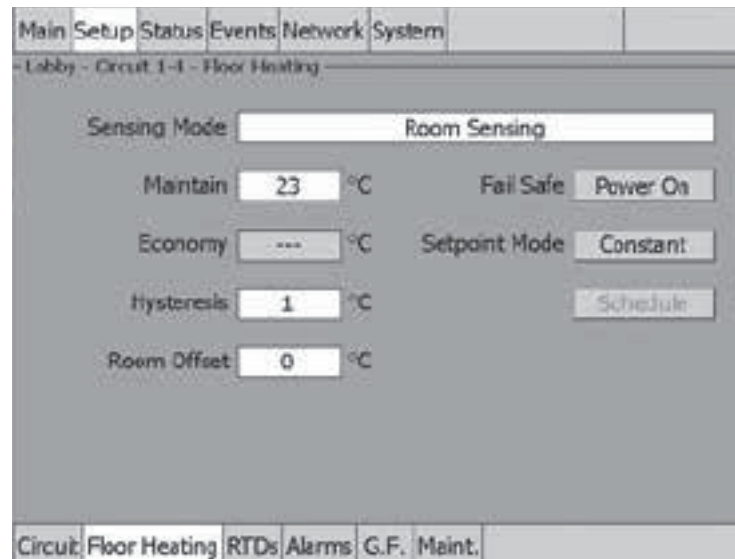 Main Setup Status Events Network System
Lobby - Circuit 1-1 - Floor Heating
Sensing Mode Room Sensing
Maintain 23 °C Fail Safe Power On
Economy --- °C Setpoint Mode Constant
Hysteresis 1 °C Schedule
Room Offset 0 °C
Circuit Floor Heating RTDs Alarms G.F. Maint.